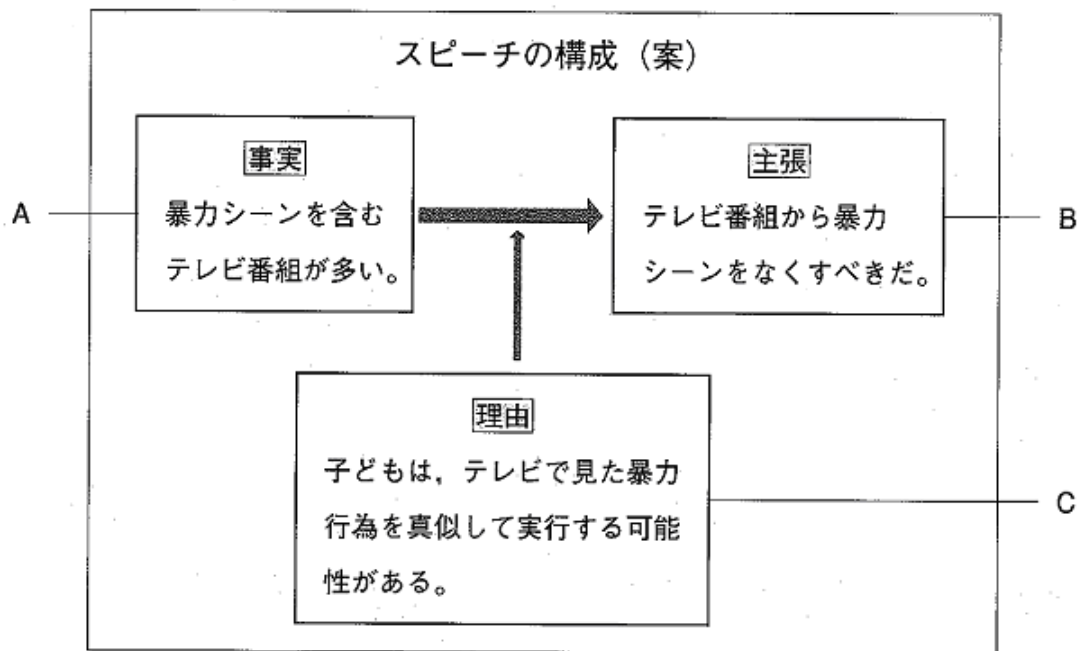 スピーチの構成（案）
事実
暴力シーンを含む
テレビ番組が多い。
A
主張
テレビ番組から暴力
シーンをなくすべきだ。
B
理由
子どもは，テレビで見た暴力
行為を真似して実行する可能
性がある。
C